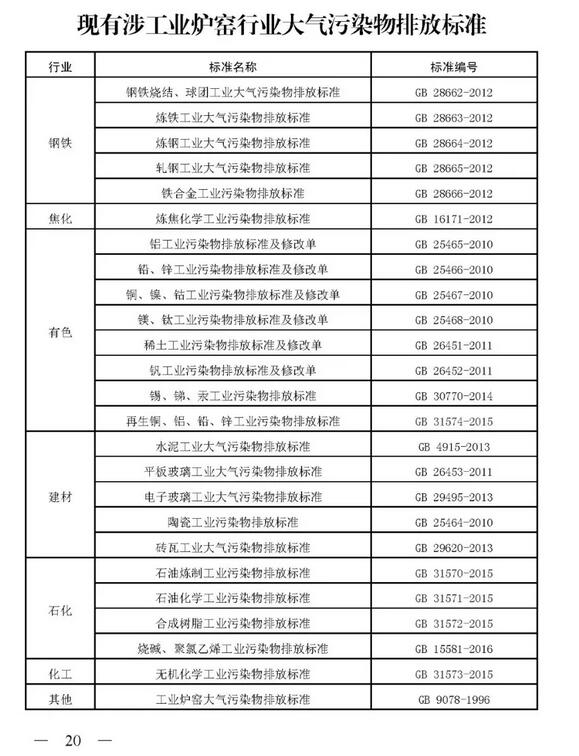 现有涉工业炉窑行业大气污染物排放标准
行业 标准名称 标准编号
钢铁 钢铁烧结、球团工业大气污染物排放标准 GB 28662-2012
炼铁工业大气污染物排放标准 GB 28663-2012
炼钢工业大气污染物排放标准 GB 28664-2012
轧钢工业大气污染物排放标准 GB 28665-2012
铁合金工业污染物排放标准 GB 28666-2012
焦化 炼焦化学工业污染物排放标准 GB 16171-2012
有色 铝工业污染物排放标准及修改单 GB 25465-2010
铅、锌工业污染物排放标准及修改单 GB 25466-2010
铜、镍、钴工业污染物排放标准及修改单 GB 25467-2010
镁、钛工业污染物排放标准及修改单 GB 25468-2010
稀土工业污染物排放标准及修改单 GB 26451-2011
钒工业污染物排放标准及修改单 GB 26452-2011
锡、锑、汞工业污染物排放标准 GB 30770-2014
再生铜、铝、铅、锌工业污染物排放标准 GB 31574-2015
建材 水泥工业大气污染物排放标准 GB 4915-2013
平板玻璃工业大气污染物排放标准 GB 26453-2011
电子玻璃工业大气污染物排放标准 GB 29495-2013
陶瓷工业污染物排放标准 GB 25464-2010
砖瓦工业大气污染物排放标准 GB 29620-2013
石化 石油炼制工业污染物排放标准 GB 31570-2015
石油化学工业污染物排放标准 GB 31571-2015
合成树脂工业污染物排放标准 GB 31572-2015
烧碱、聚氯乙烯工业污染物排放标准 GB 15581-2016
化工 无机化学工业污染物排放标准 GB 31573-2015
其他 工业炉窑大气污染物排放标准 GB 9078-1996
— 20 —